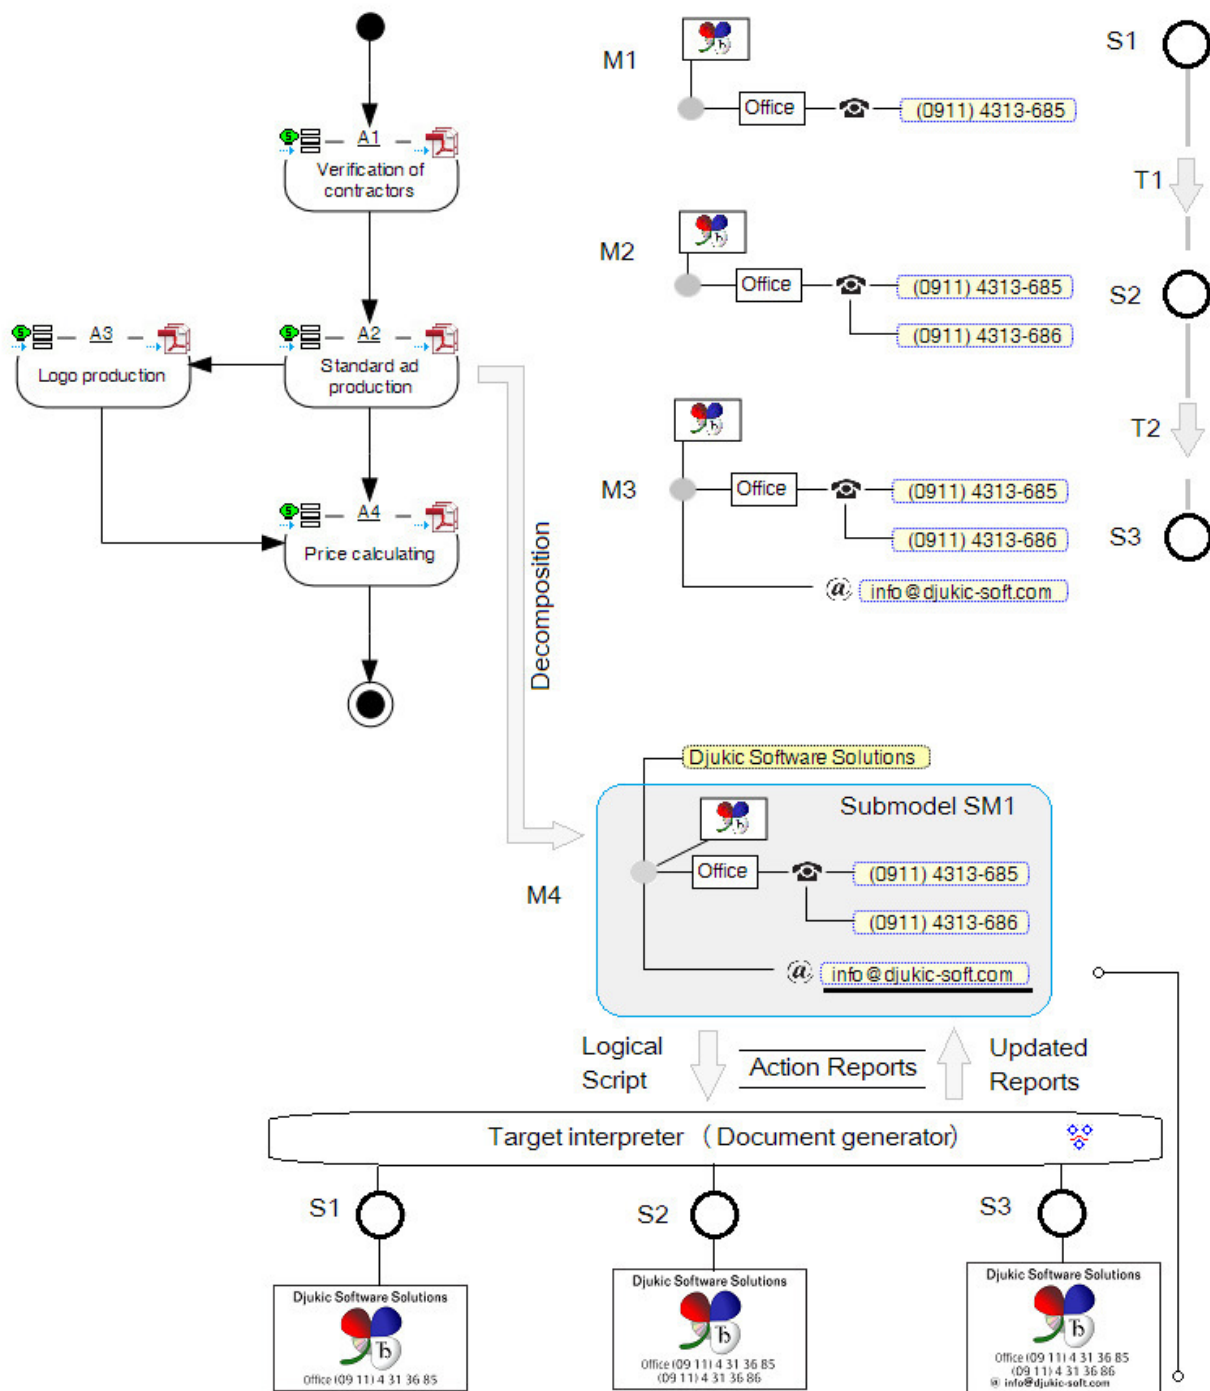 A1
Verification of
contractors
A3
Logo production
A2
Standard ad
production
A4
Price calculating
Decomposition
M1
Office
(0911) 4313-685
S1
T1
M2
Office
(0911) 4313-685
(0911) 4313-686
S2
T2
M3
Office
(0911) 4313-685
(0911) 4313-686
@ info@djukic-soft.com
S3
Djukic Software Solutions
Submodel SM1
M4
Office
(0911) 4313-685
(0911) 4313-686
@ info@djukic-soft.com
Logical
Script
Action Reports
Updated
Reports
Target interpreter ( Document generator)
S1
S2
S3
Djukic Software Solutions
Ђ
Office (09 11) 4 31 36 85
Djukic Software Solutions
Ђ
Office (09 11) 4 31 36 85
(09 11) 4 31 36 86
Djukic Software Solutions
Ђ
Office (09 11) 4 31 36 85
(09 11) 4 31 36 86
@ info@djukic-soft.com